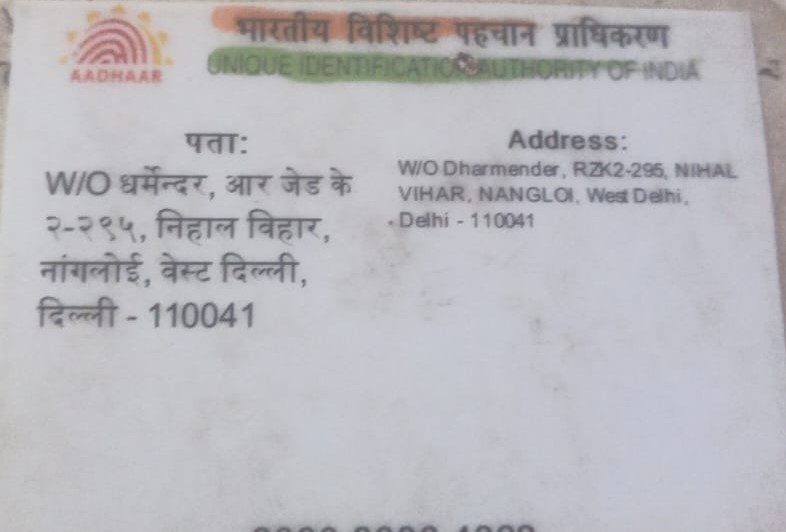 भारतीय विशिष्ट पहचान प्राधिकरण
AADHAAR
UNIQUE IDENTIFICATION AUTHORITY OF INDIA
पता:
W/O धर्मेन्दर, आर जेड के
२-२९५, निहाल विहार,
नांगलोई, वेस्ट दिल्ली,
दिल्ली - 110041
Address:
W/O Dharmender, RZK2-295, NIHAL
VIHAR, NANGLOI, West Delhi,
Delhi - 110041